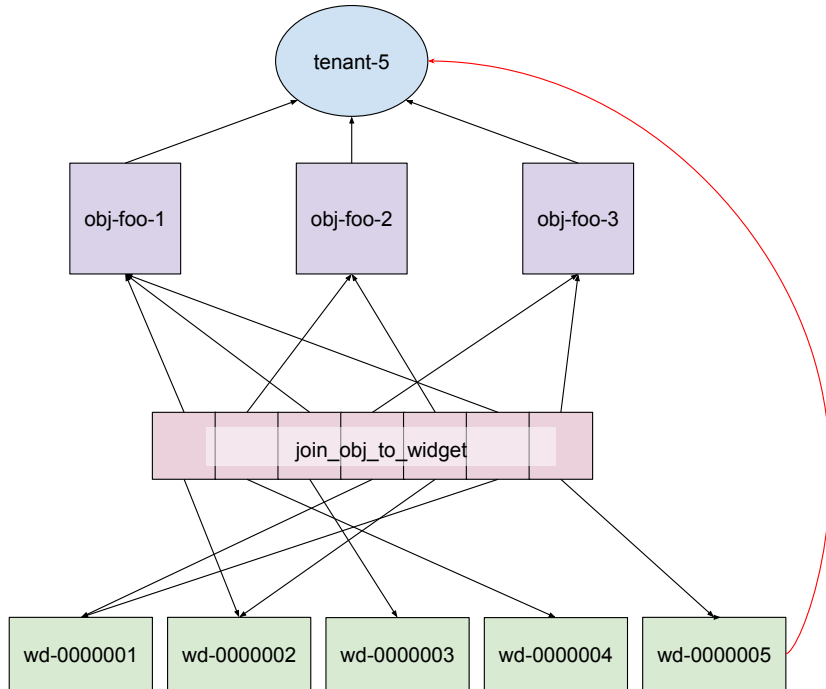 tenant-5
obj-foo-1
obj-foo-2
obj-foo-3
join_obj_to_widget
wd-0000001
wd-0000002
wd-0000003
wd-0000004
wd-0000005